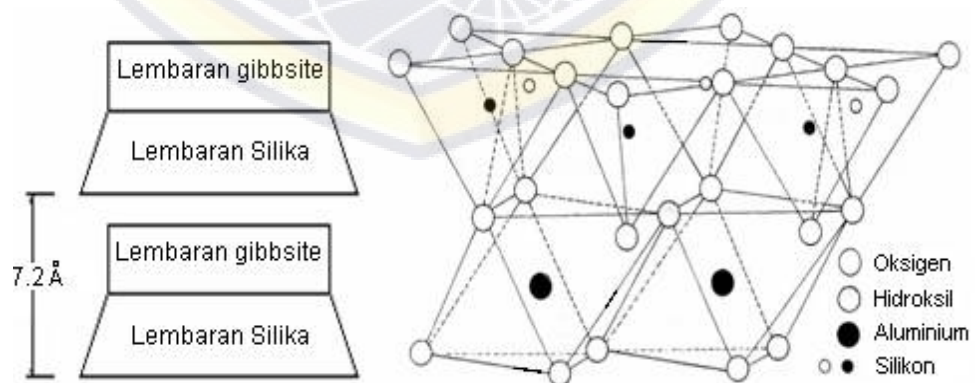 Lembaran gibbsite
Lembaran Silika
Lembaran gibbsite
7.2 Å
Lembaran Silika
Oksigen
Hidroksil
Aluminium
Silikon